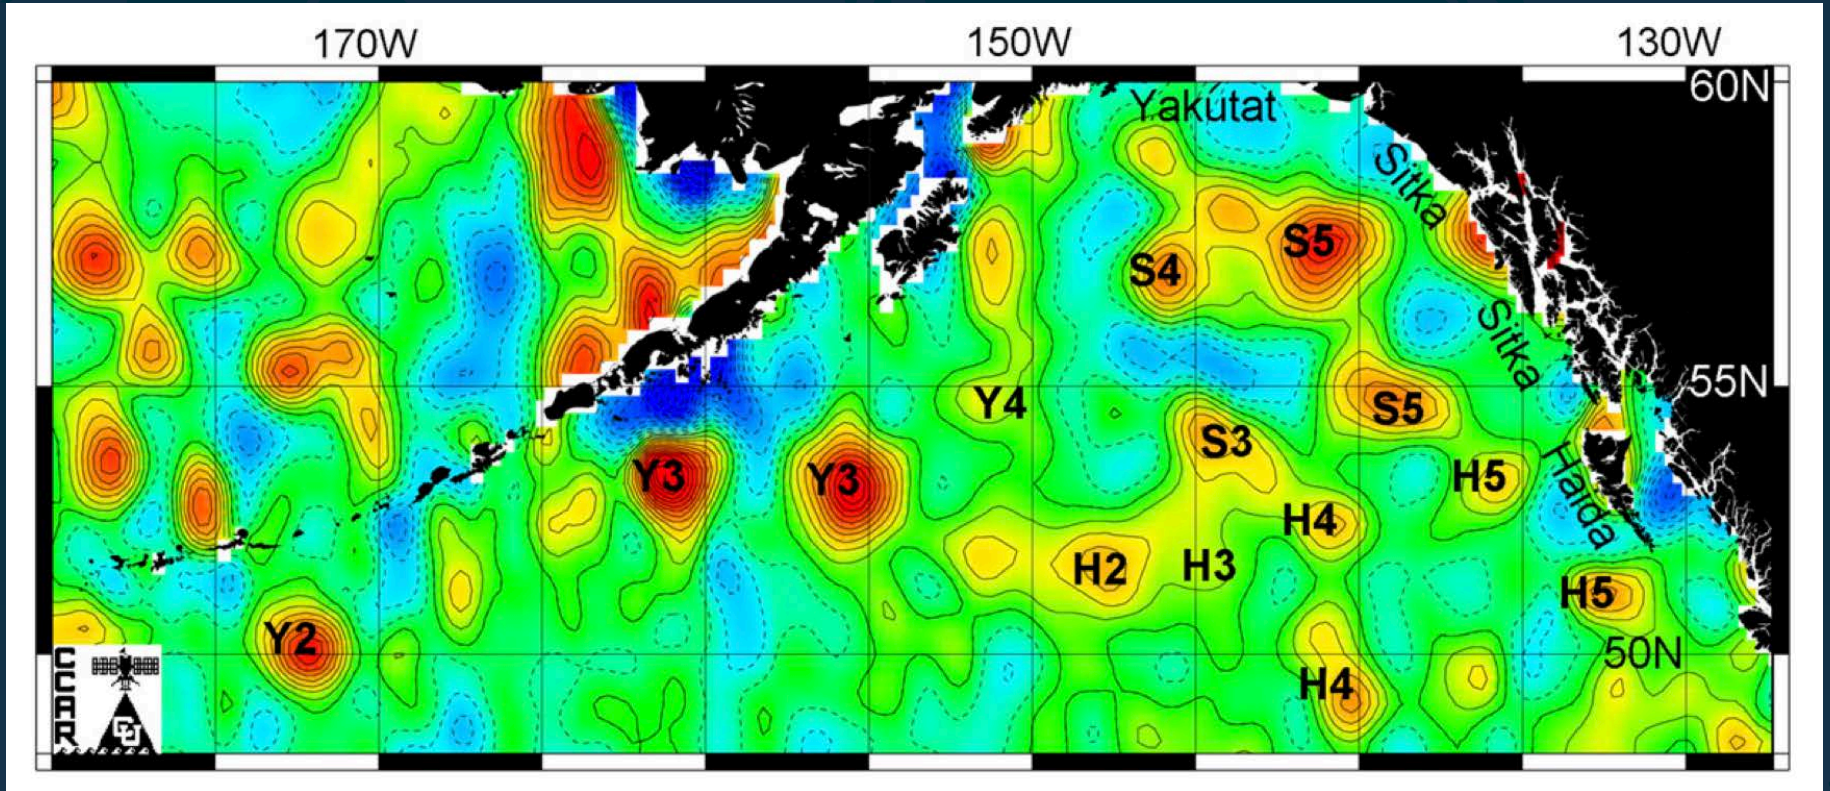 170W 150W 130W
60N
Yakutat
Sitka
S5
S4
Sitka
55N
Y4
S5
S3
Y3 Y3 H5
Haida
H4
H2 H3
H5
Y2
50N
H4
CCAR
CU